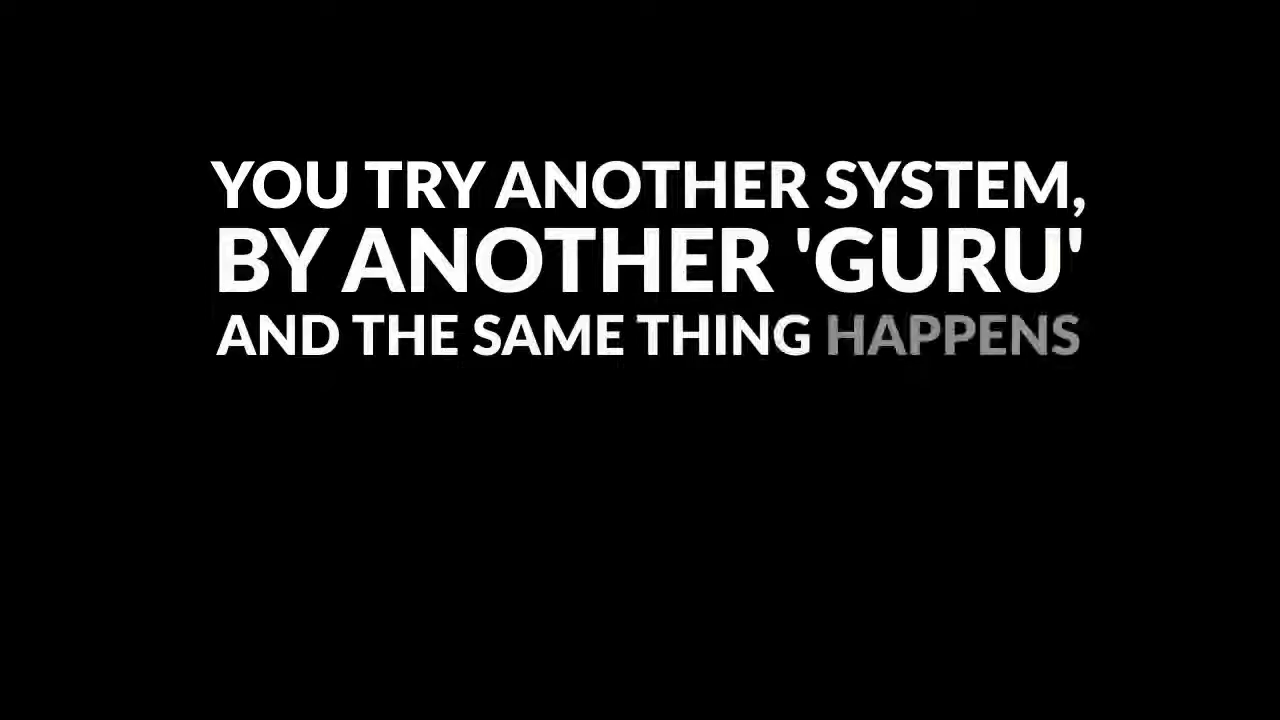 YOU TRY ANOTHER SYSTEM,
BY ANOTHER 'GURU'
AND THE SAME THING HAPPENS